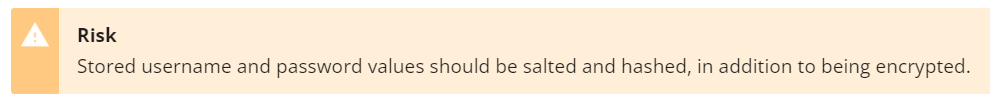 Risk
Stored username and password values should be salted and hashed, in addition to being encrypted.